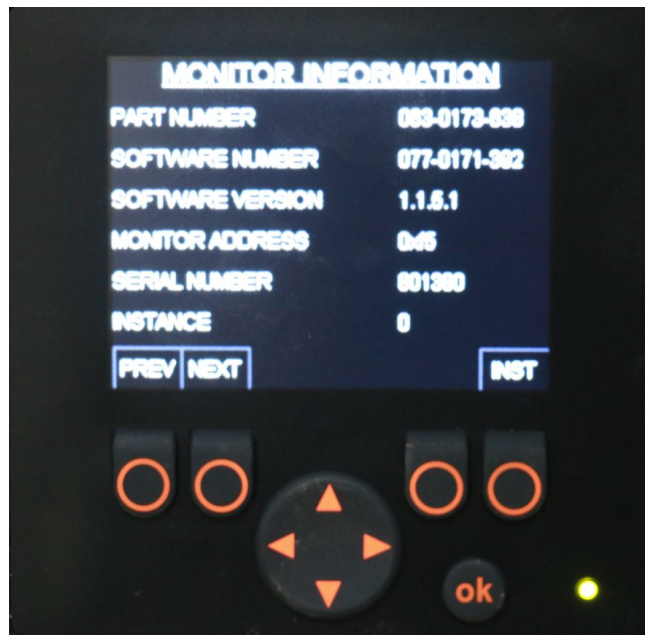 MONITOR INFORMATION
PART NUMBER
SOFTWARE NUMBER 077-0171-392
SOFTWARE VERSION 1.1.5.1
MONITOR ADDRESS
SERIAL NUMBER
INSTANCE 0
PREV NEXT INST
ok